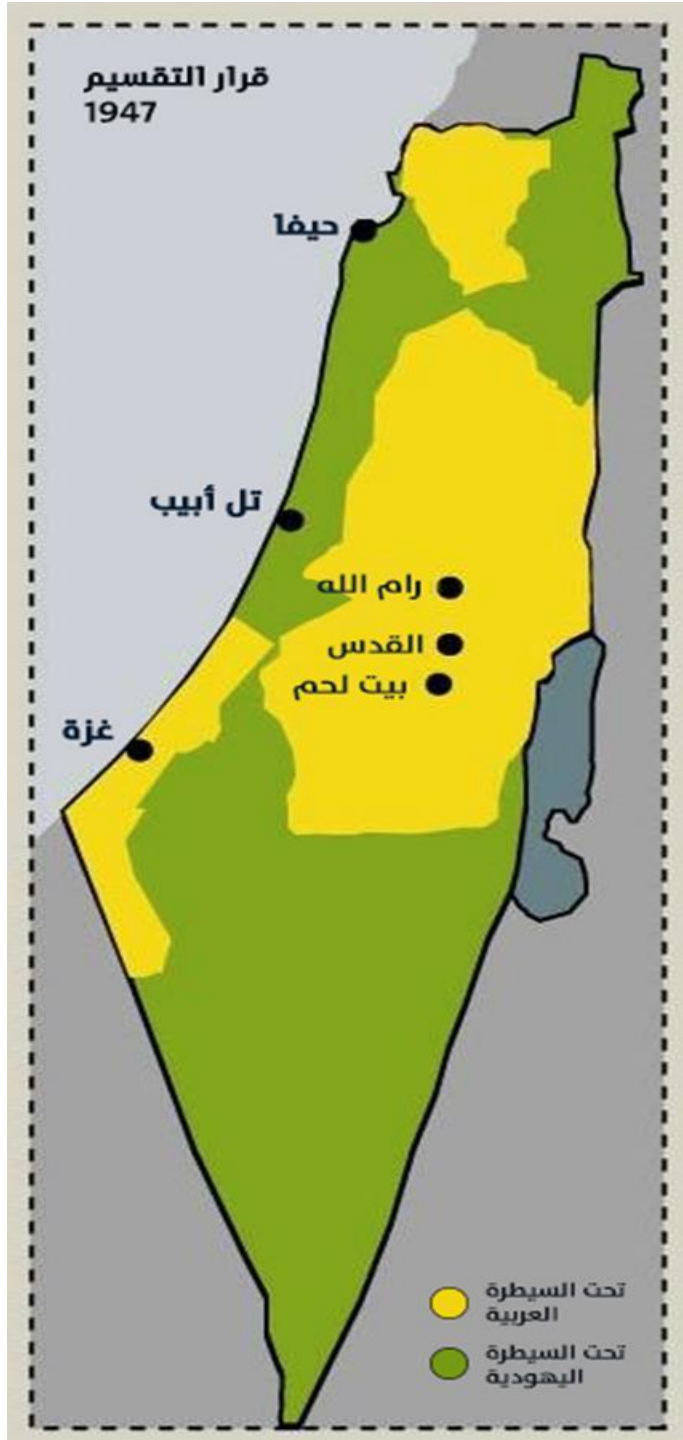 قرار التقسيم
1947
حيفا
تل أبيب
رام الله
القدس
بيت لحم
غزة
تحت السيطرة
العربية
تحت السيطرة
اليهودية